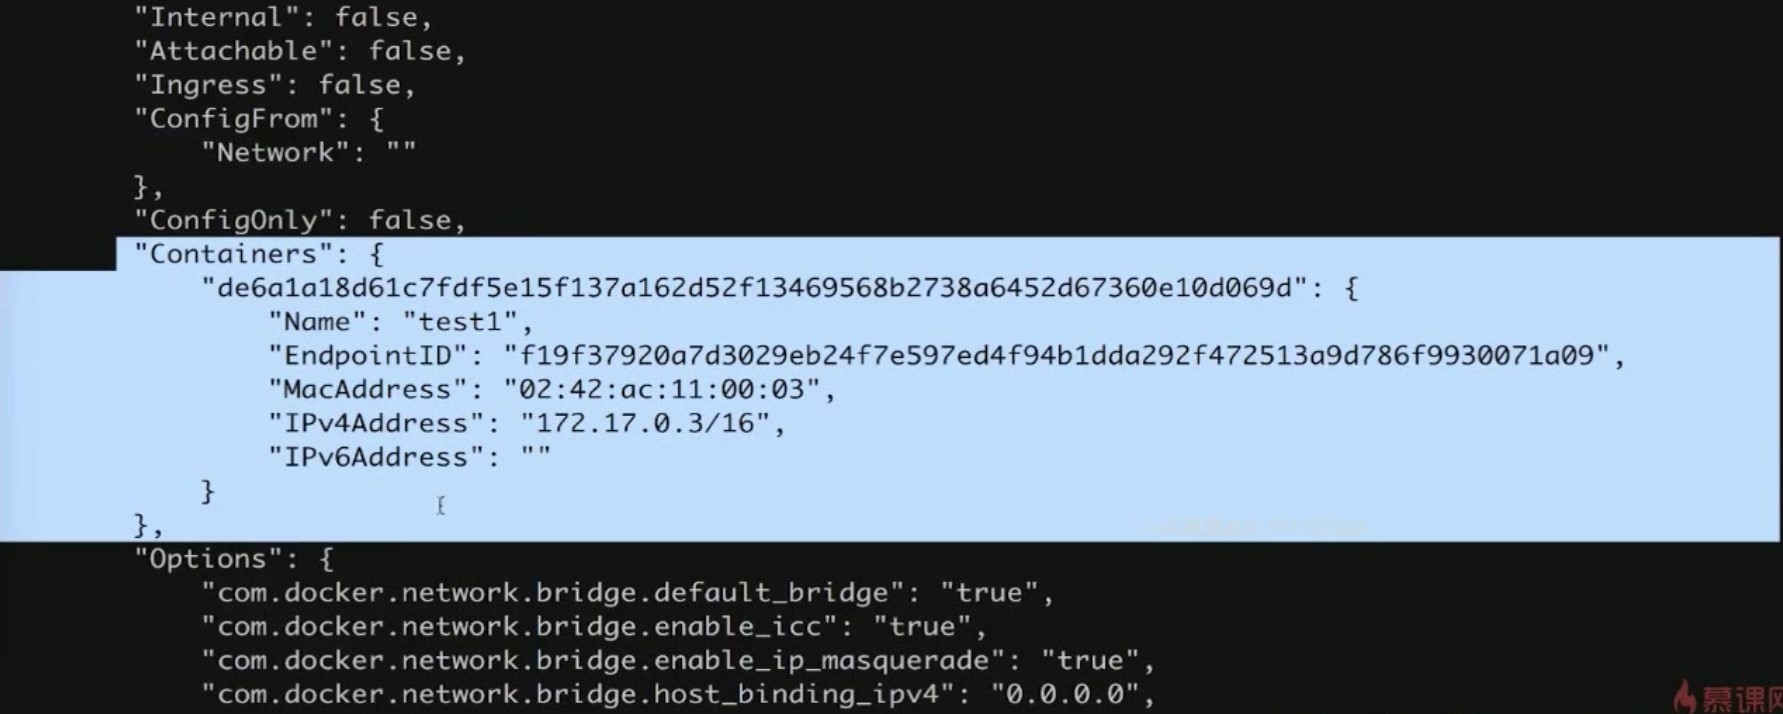 "Internal": false,
"Attachable": false,
"Ingress": false,
"ConfigFrom": {
"Network": ""
},
"ConfigOnly": false,
"Containers": {
"de6a1a18d61c7fdf5e15f137a162d52f13469568b2738a6452d67360e10d069d": {
"Name": "test1",
"EndpointID": "f19f37920a7d3029eb24f7e597ed4f94b1dda292f472513a9d786f9930071a09",
"MacAddress": "02:42:ac:11:00:03",
"IPv4Address": "172.17.0.3/16",
"IPv6Address": ""
}
},
"Options": {
"com.docker.network.bridge.default_bridge": "true",
"com.docker.network.bridge.enable_icc": "true",
"com.docker.network.bridge.enable_ip_masquerade": "true",
"com.docker.network.bridge.host_binding_ipv4": "0.0.0.0",
慕课网